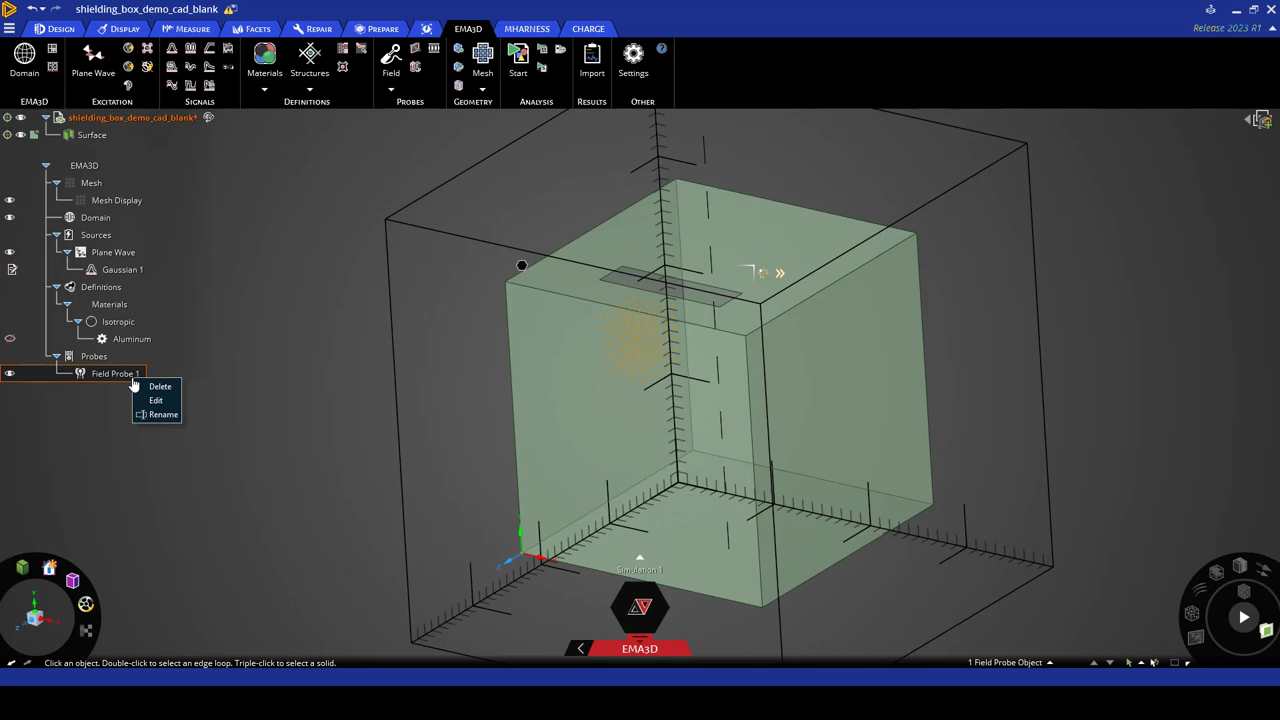 shielding_box_demo_cad_blank
DESIGN DISPLAY MEASURE FACETS REPAIR PREPARE EMA3D MHARNESS CHARGE
Release 2023 R1
Domain Plane Wave Materials Structures Field Mesh Start Import Settings
EMA3D EXCITATION SIGNALS DEFINITIONS PROBES GEOMETRY ANALYSIS RESULTS OTHER
shielding_box_demo_cad_blank*
Surface
EMA3D
Mesh
Mesh Display
Domain
Sources
Plane Wave
Gaussian 1
Definitions
Materials
Isotropic
Aluminum
Probes
Field Probe 1
Delete
Edit
Rename
Z
Simulation 1
EMA3D
Y
Z
X
Click an object. Double-click to select an edge loop. Triple-click to select a solid.
1 Field Probe Object